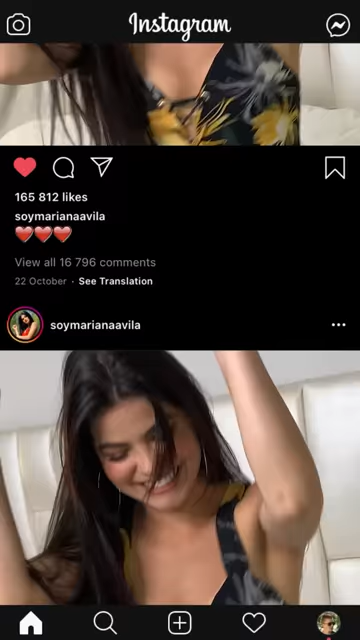 Instagram
165 812 likes
soymarianaavila
❤️❤️❤️
View all 16 796 comments
22 October · See Translation
soymarianaavila